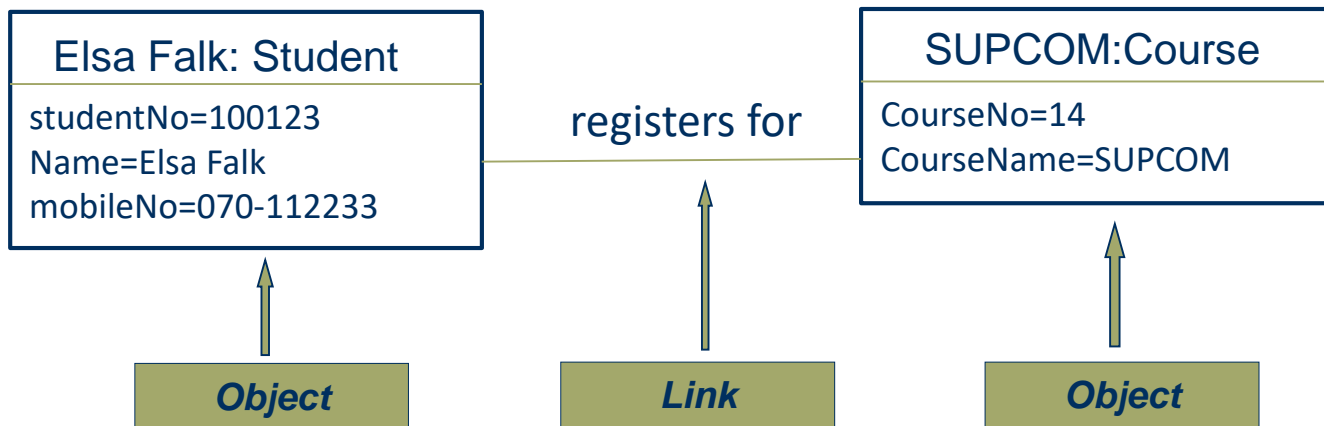 Elsa Falk: Student
studentNo=100123
Name=Elsa Falk
mobileNo=070-112233
registers for
SUPCOM:Course
CourseNo=14
CourseName=SUPCOM
Object
Link
Object